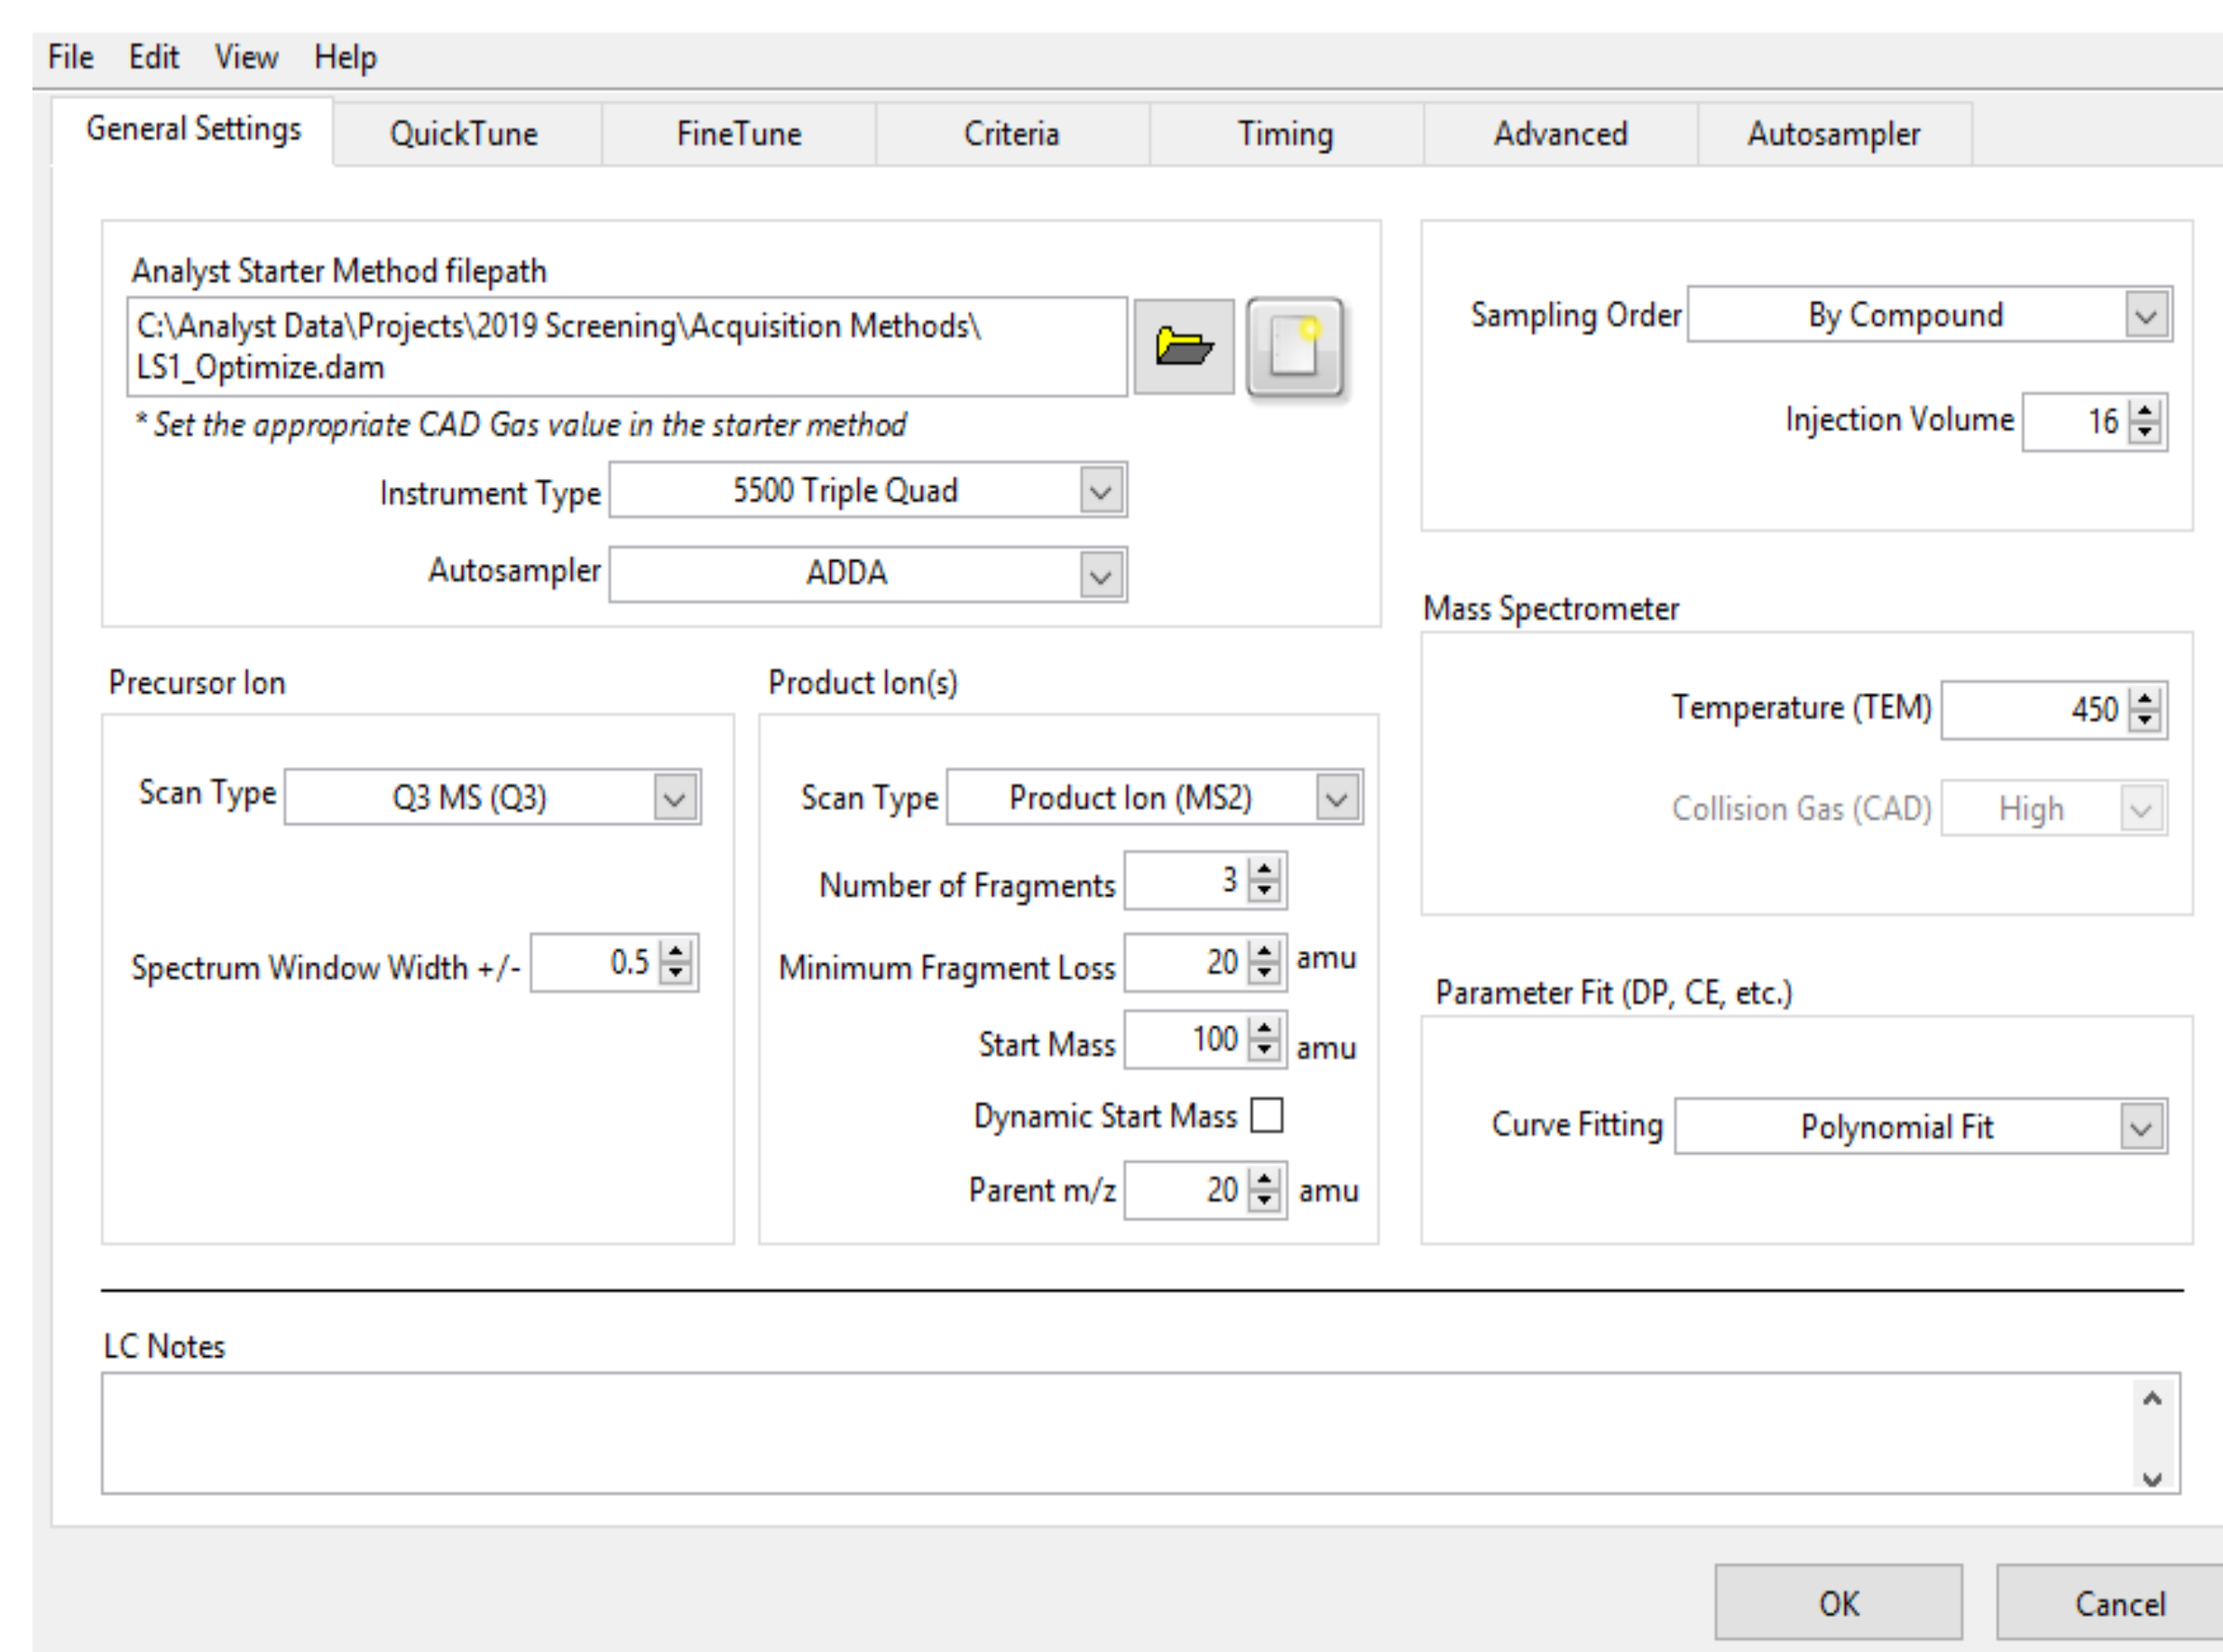 File Edit View Help
General Settings QuickTune FineTune Criteria Timing Advanced Autosampler
Analyst Starter Method filepath
C:\Analyst Data\Projects\2019 Screening\Acquisition Methods\
LS1_Optimize.dam
* Set the appropriate CAD Gas value in the starter method
Instrument Type 5500 Triple Quad
Autosampler ADDA
Sampling Order By Compound
Injection Volume 16
Mass Spectrometer
Temperature (TEM) 450
Collision Gas (CAD) High
Precursor Ion
Scan Type Q3 MS (Q3)
Spectrum Window Width +/- 0.5
Product Ion(s)
Scan Type Product Ion (MS2)
Number of Fragments 3
Minimum Fragment Loss 20 amu
Start Mass 100 amu
Dynamic Start Mass
Parent m/z 20 amu
Parameter Fit (DP, CE, etc.)
Curve Fitting Polynomial Fit
LC Notes
OK Cancel